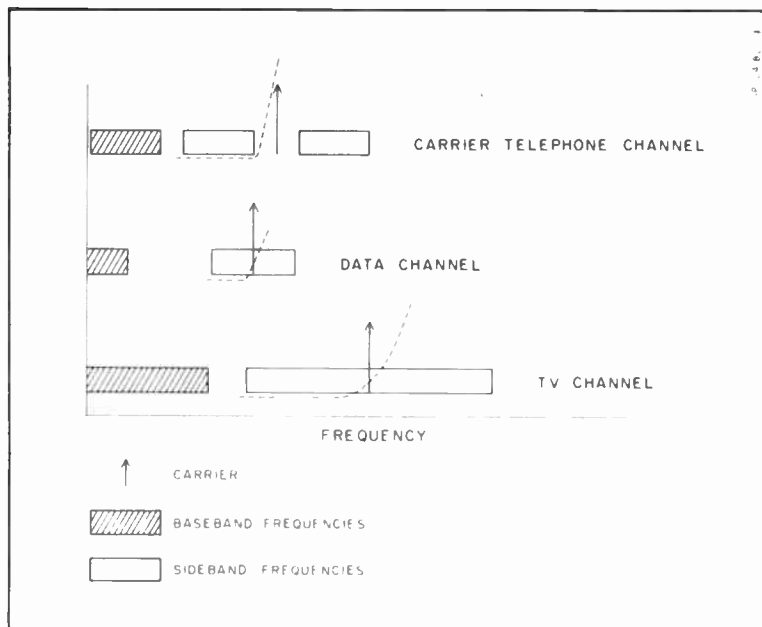 CARRIER TELEPHONE CHANNEL
DATA CHANNEL
TV CHANNEL
FREQUENCY
CARRIER
BASEBAND FREQUENCIES
SIDEBAND FREQUENCIES